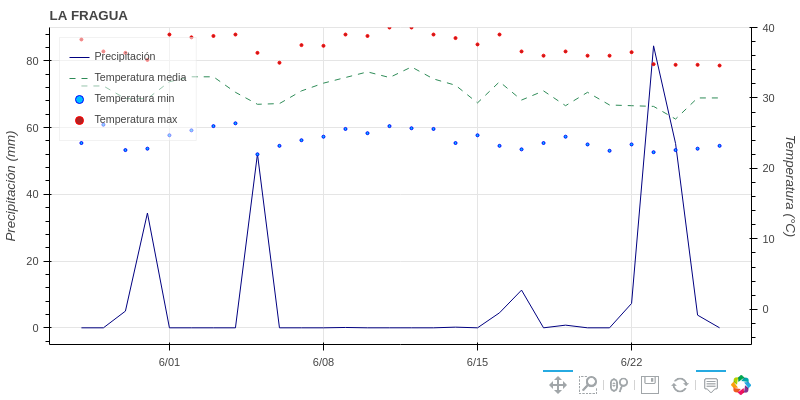 LA FRAGUA
Precipitación
Temperatura media
Temperatura min
Temperatura max
Precipitación (mm)
80
60
40
20
0
40
30
20
10
0
Temperatura (°C)
6/01
6/08
6/15
6/22